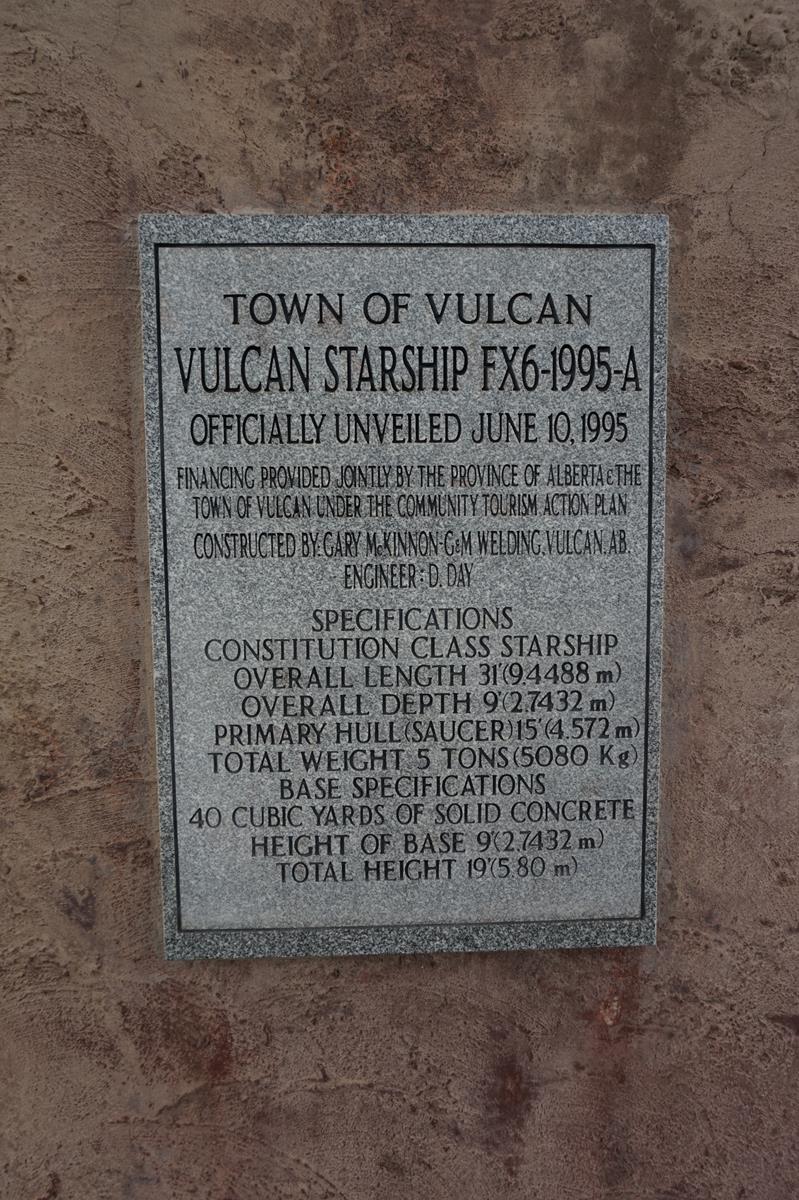 TOWN OF VULCAN
VULCAN STARSHIP FX6-1995-A
OFFICIALLY UNVEILED JUNE 10, 1995
FINANCING PROVIDED JOINTLY BY THE PROVINCE OF ALBERTA & THE
TOWN OF VULCAN UNDER THE COMMUNITY TOURISM ACTION PLAN
CONSTRUCTED BY: GARY McKINNON-G&M WELDING, VULCAN, AB.
ENGINEER: D. DAY
SPECIFICATIONS
CONSTITUTION CLASS STARSHIP
OVERALL LENGTH 31'(9.4488 m)
OVERALL DEPTH 9'(2.7432 m)
PRIMARY HULL(SAUCER)15'(4.572 m)
TOTAL WEIGHT 5 TONS(5080 Kg)
BASE SPECIFICATIONS
40 CUBIC YARDS OF SOLID CONCRETE
HEIGHT OF BASE 9'(2.7432 m)
TOTAL HEIGHT 19'(5.80 m)